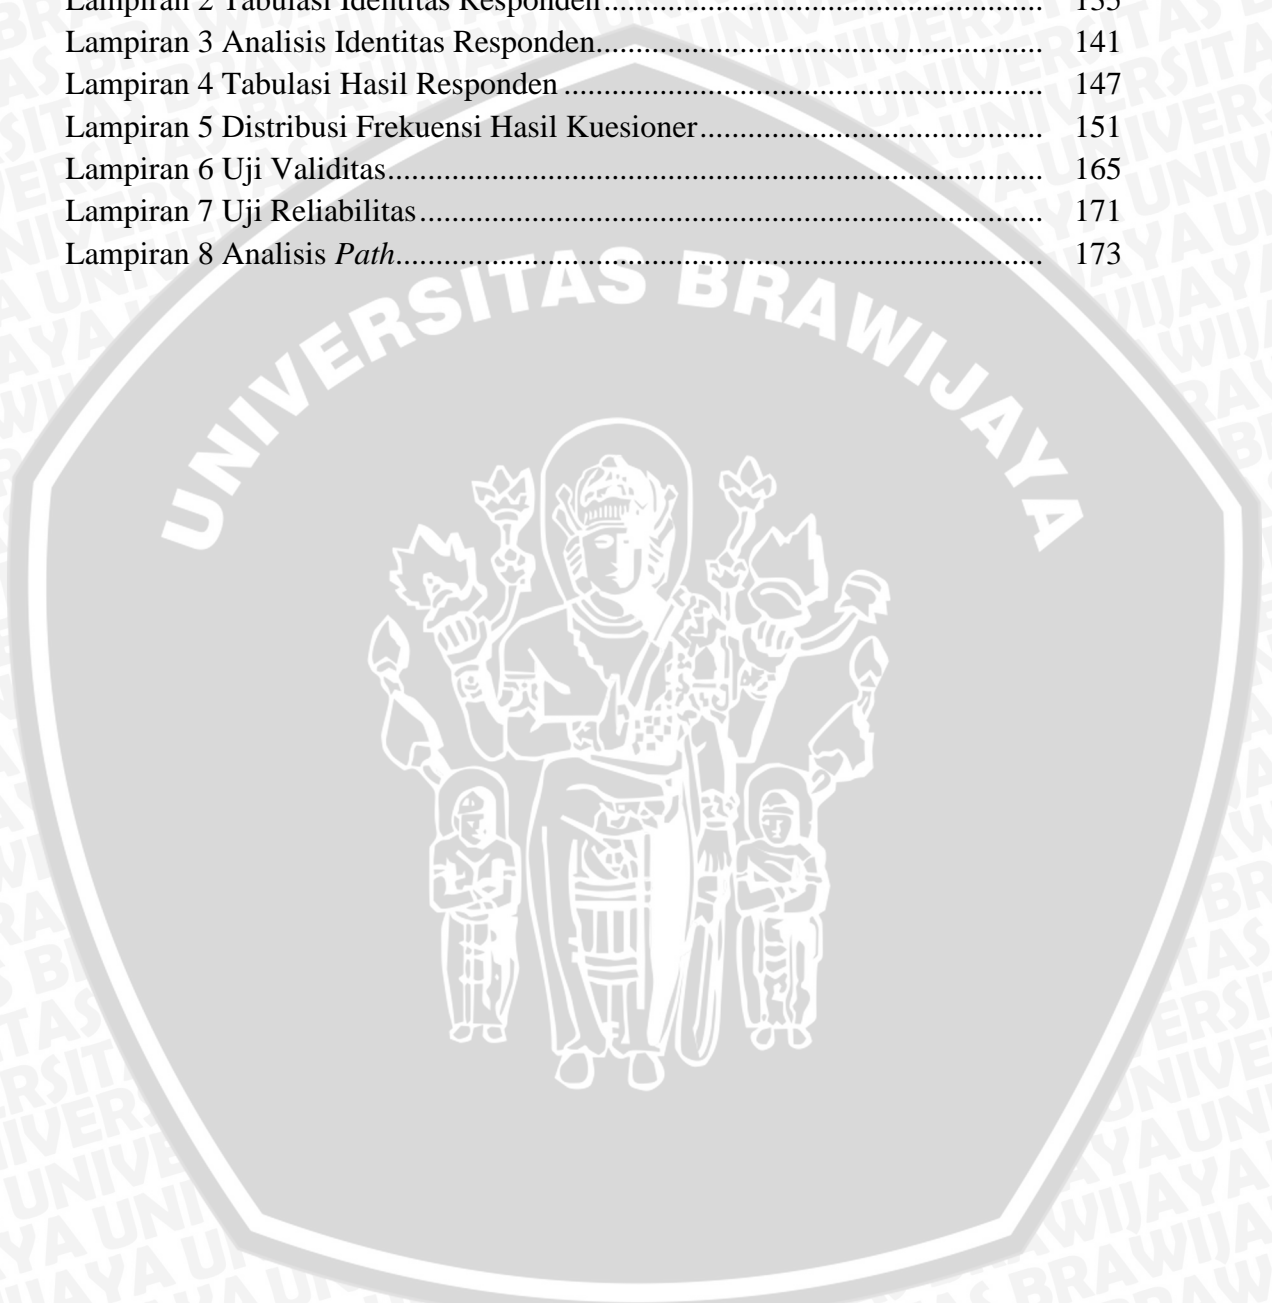 Lampiran 2 Tabulasi Identitas Responden........................................................ 135
Lampiran 3 Analisis Identitas Responden......................................................... 141
Lampiran 4 Tabulasi Hasil Responden ............................................................. 147
Lampiran 5 Distribusi Frekuensi Hasil Kuesioner............................................ 151
Lampiran 6 Uji Validitas................................................................................... 165
Lampiran 7 Uji Reliabilitas ............................................................................... 171
Lampiran 8 Analisis Path.................................................................................. 173
UNIVERSITAS BRAWIJAYA